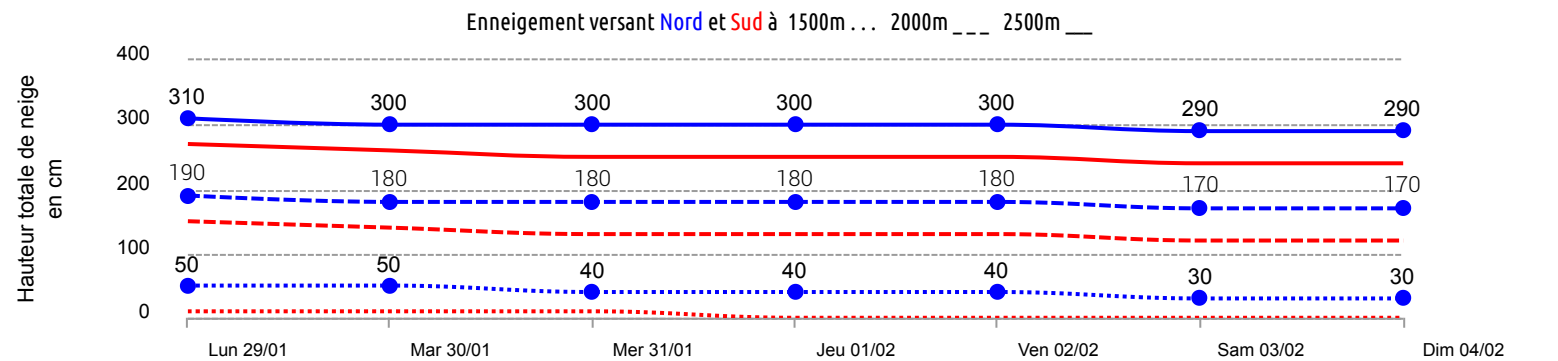 Enneigement versant Nord et Sud à 1500m . . . 2000m _ _ _ 2500m __
Hauteur totale de neige
en cm
400
300
200
100
0
310 300 300 300 300 290 290
190 180 180 180 180 170 170
50 50 40 40 40 30 30
Lun 29/01 Mar 30/01 Mer 31/01 Jeu 01/02 Ven 02/02 Sam 03/02 Dim 04/02